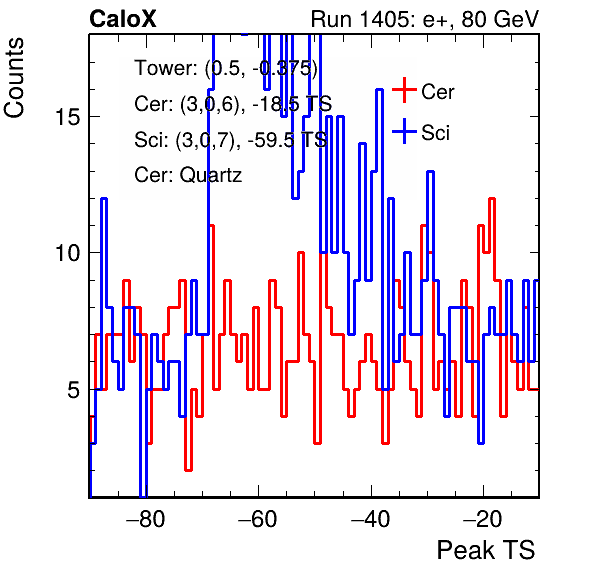 CaloX Run 1405: e+, 80 GeV
Counts
Tower: (0.5, -0.375)
Cer: (3,0,6), -18.5 TS
Sci: (3,0,7), -59.5 TS
Cer: Quartz
Cer
Sci
15
10
5
−80 −60 −40 −20
Peak TS